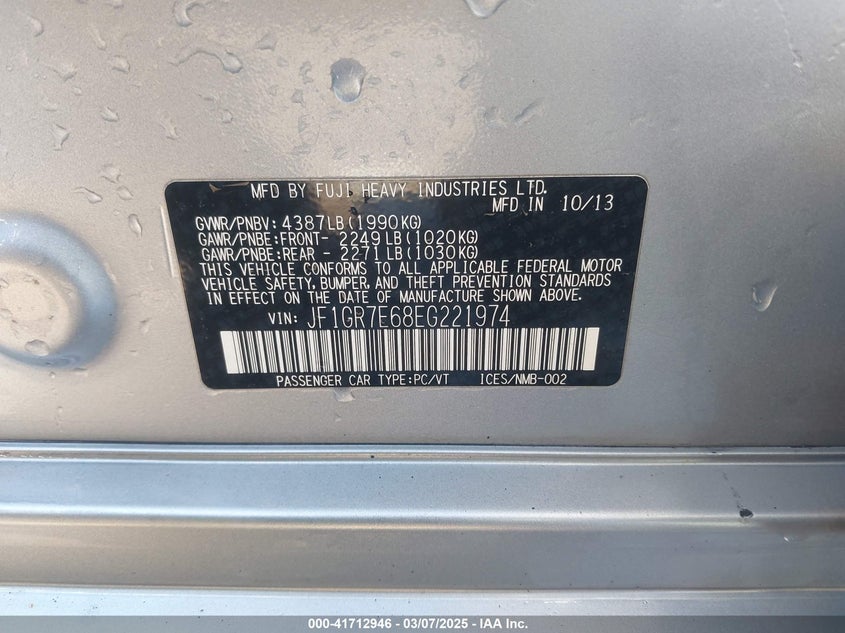 MFD BY FUJI HEAVY INDUSTRIES LTD.
MFD IN 10/13
GVWR/PNBV: 4387LB(1990KG)
GAWR/PNBE:FRONT- 2249LB(1020KG)
GAWR/PNBE:REAR - 2271LB(1030KG)
THIS VEHICLE CONFORMS TO ALL APPLICABLE FEDERAL MOTOR
VEHICLE SAFETY, BUMPER, AND THEFT PREVENTION STANDARDS
IN EFFECT ON THE DATE OF MANUFACTURE SHOWN ABOVE.
VIN: JF1GR7E68EG221974
PASSENGER CAR TYPE:PC/VT ICES/NMB-002
000-41712946 - 03/07/2025 - © IAA